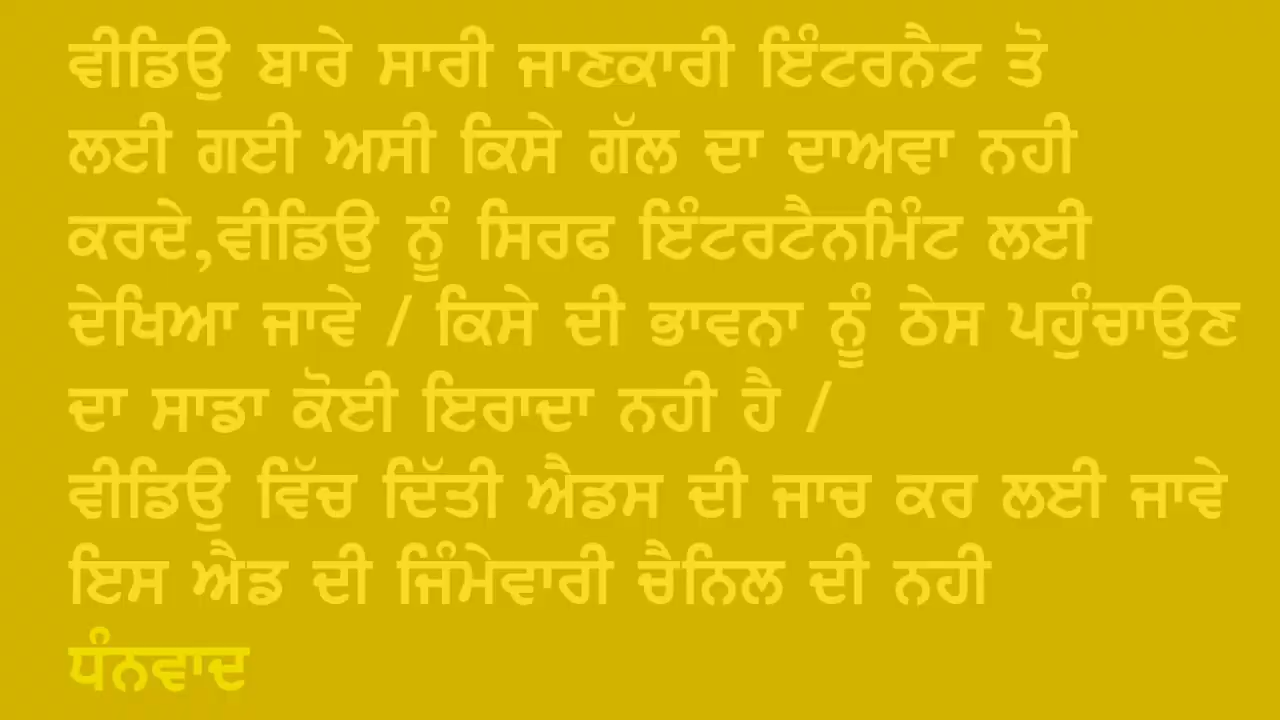 ਵੀਡਿਉ ਬਾਰੇ ਸਾਰੀ ਜਾਣਕਾਰੀ ਇੰਟਰਨੈਟ ਤੋ
ਲਈ ਗਈ ਅਸੀ ਕਿਸੇ ਗੱਲ ਦਾ ਦਾਅਵਾ ਨਹੀ
ਕਰਦੇ,ਵੀਡਿਉ ਨੂੰ ਸਿਰਫ ਇੰਟਰਟੈਨਮਿੰਟ ਲਈ
ਦੇਖਿਆ ਜਾਵੇ / ਕਿਸੇ ਦੀ ਭਾਵਨਾ ਨੂੰ ਠੇਸ ਪਹੁੰਚਾਉਣ
ਦਾ ਸਾਡਾ ਕੋਈ ਇਰਾਦਾ ਨਹੀ ਹੈ /
ਵੀਡਿਉ ਵਿੱਚ ਦਿੱਤੀ ਐਡਸ ਦੀ ਜਾਚ ਕਰ ਲਈ ਜਾਵੇ
ਇਸ ਐਡ ਦੀ ਜਿੰਮੇਵਾਰੀ ਚੈਨਿਲ ਦੀ ਨਹੀ
ਧੰਨਵਾਦ